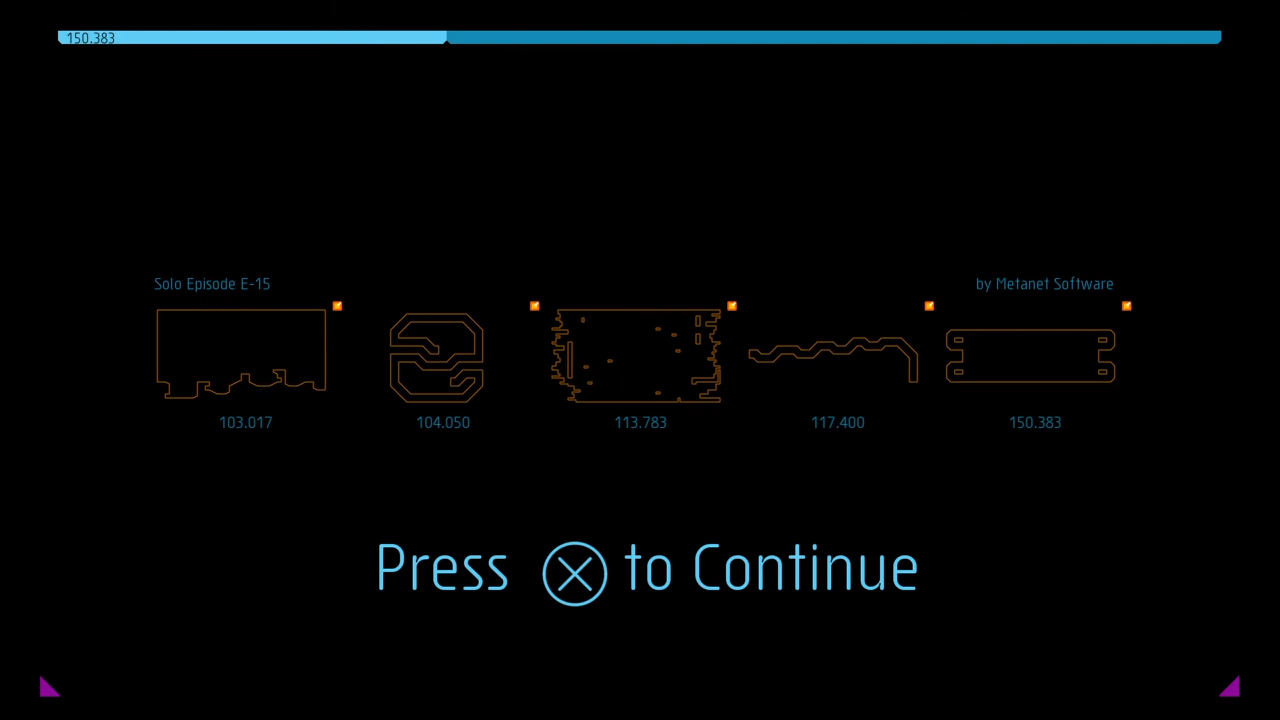 150.383
Solo Episode E-15 by Metanet Software
103.017 104.050 113.783 117.400 150.383
Press to Continue